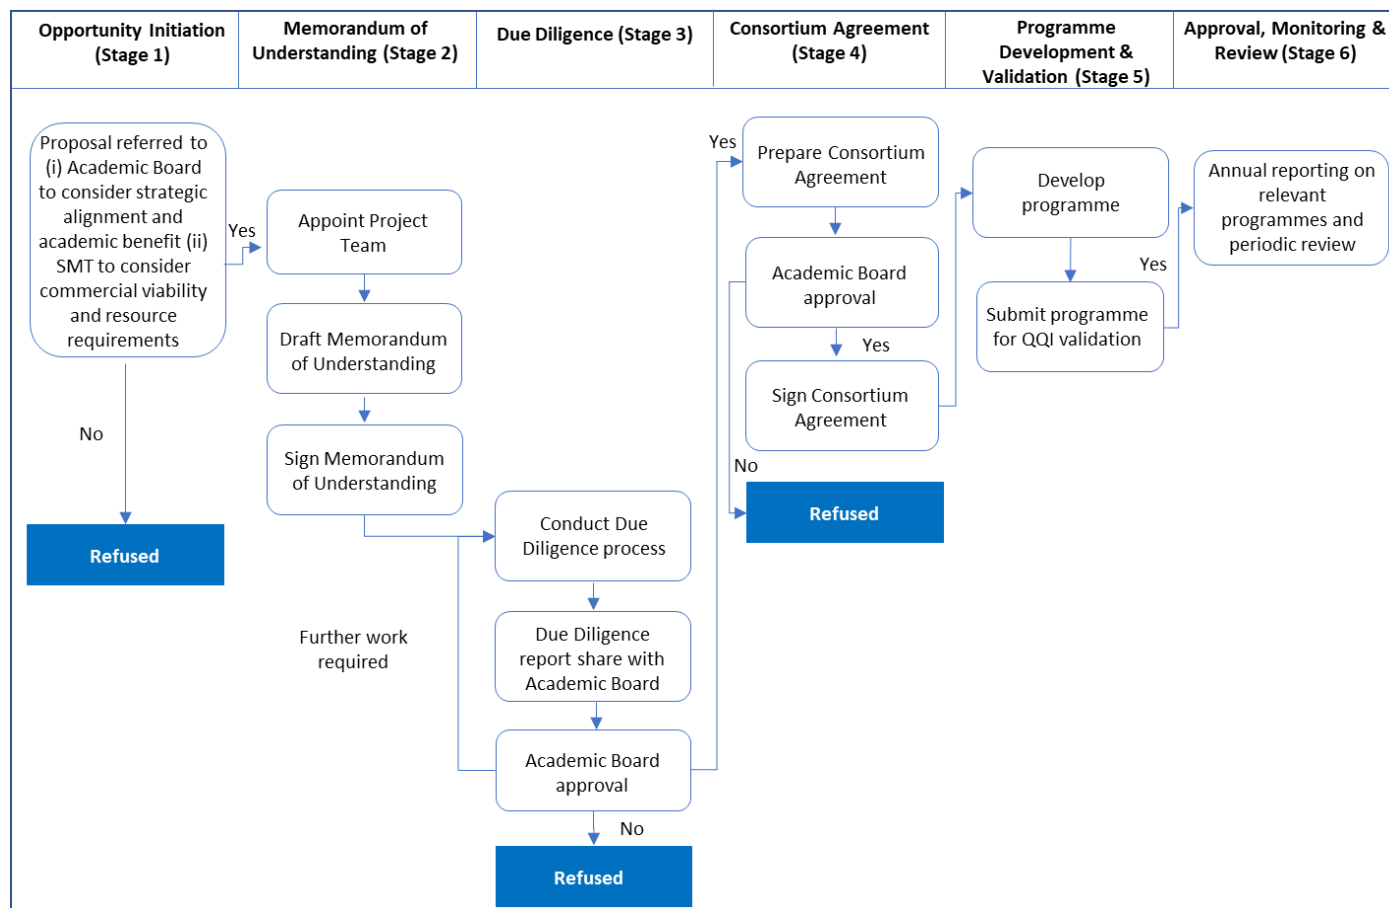 Opportunity Initiation
(Stage 1)
Memorandum of
Understanding (Stage 2)
Due Diligence (Stage 3)
Consortium Agreement
(Stage 4)
Programme
Development &
Validation (Stage 5)
Approval, Monitoring &
Review (Stage 6)
Proposal referred to
(i) Academic Board
to consider strategic
alignment and
academic benefit (ii)
SMT to consider
commercial viability
and resource
requirements
Yes
No
Refused
Appoint Project
Team
Draft Memorandum
of Understanding
Sign Memorandum
of Understanding
Further work
required
Conduct Due
Diligence process
Due Diligence
report share with
Academic Board
Academic Board
approval
No
Refused
Yes
Prepare Consortium
Agreement
Academic Board
approval
Yes
Sign Consortium
Agreement
No
Refused
Develop
programme
Submit programme
for QQI validation
Yes
Annual reporting on
relevant
programmes and
periodic review